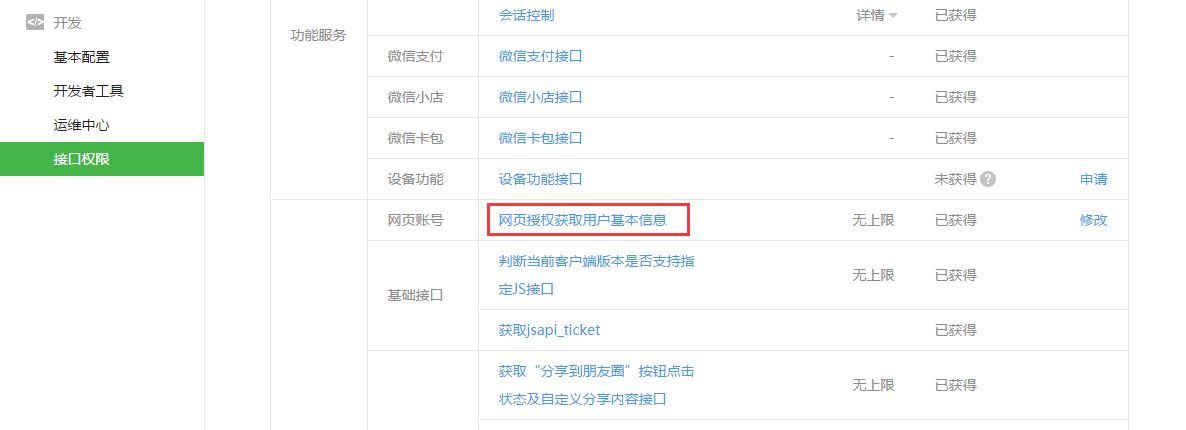 </> 开发
基本配置
开发者工具
运维中心
接口权限
功能服务
会话控制 详情 已获得
微信支付 微信支付接口 - 已获得
微信小店 微信小店接口 - 已获得
微信卡包 微信卡包接口 - 已获得
设备功能 设备功能接口 未获得 ? 申请
网页账号 网页授权获取用户基本信息 无上限 已获得 修改
基础接口
判断当前客户端版本是否支持指
定JS接口
无上限 已获得
获取jsapi_ticket 已获得
获取“分享到朋友圈”按钮点击
状态及自定义分享内容接口
无上限 已获得